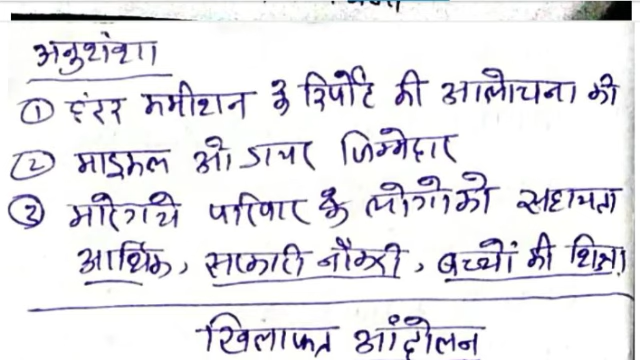 अनुशंशा
① हंटर कमीशन के रिर्पोट की आलोचना की
② माइकल ओ डायर जिम्मेदार
③ मारेगये परिवार के लोगोको सहायता
आर्थिक, सरकारी नौकरी, बच्चों की शिक्षा
खिलाफत आंदोलन